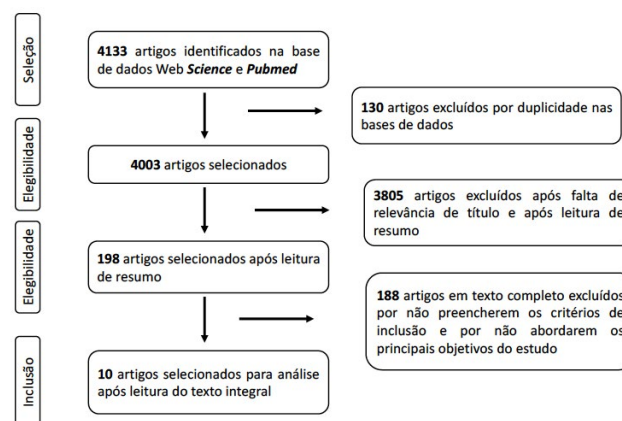 Seleção
4133 artigos identificados na base
de dados Web Science e Pubmed
130 artigos excluídos por duplicidade nas
bases de dados
Elegibilidade
4003 artigos selecionados
3805 artigos excluídos após falta de
relevância de título e após leitura de
resumo
Elegibilidade
198 artigos selecionados após leitura
de resumo
188 artigos em texto completo excluídos
por não preencherem os critérios de
inclusão e por não abordarem os
principais objetivos do estudo
Inclusão
10 artigos selecionados para análise
após leitura do texto integral